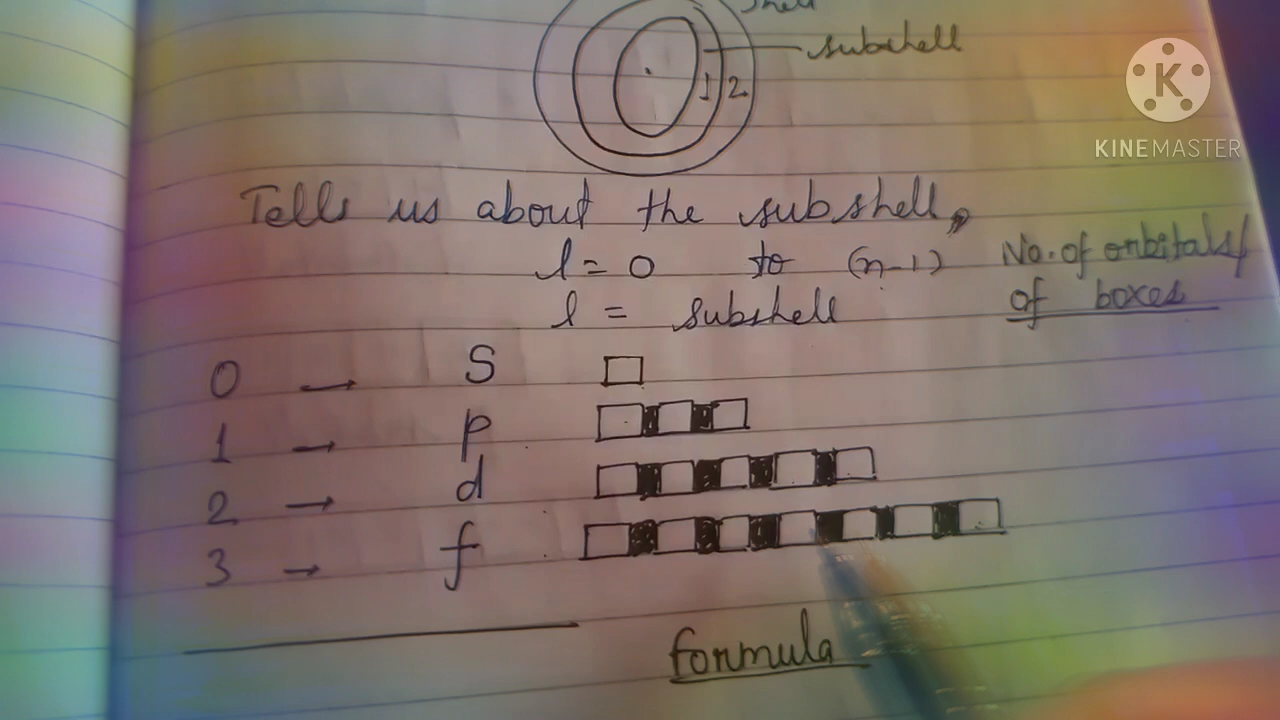 shell
subshell
1 2
K
KINEMASTER
Tells us about the subshell,
l = 0 to (n-1)
No. of orbitals/
of boxes
l = subshell
0 → S
1 → p
2 → d
3 → f
formula